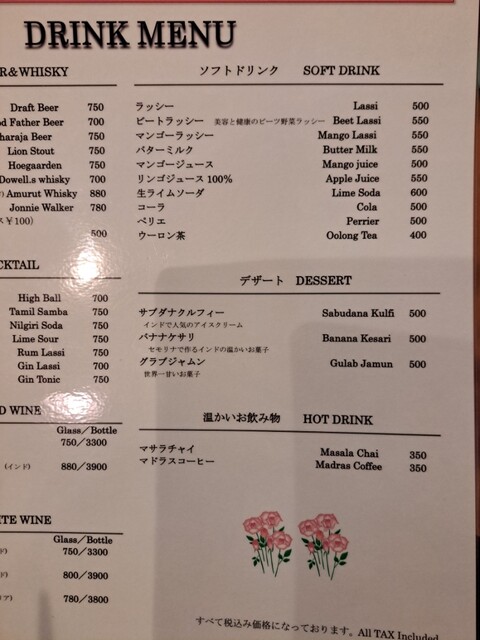 DRINK MENU
R&WHISKY
Draft Beer 750
d Father Beer 700
haraja Beer 750
Lion Stout 750
Hoegaarden 750
Dowell.s whisky 700
Amurut Whisky 880
Jonnie Walker 780
ス¥100)
500
CKTAIL
High Ball 700
Tamil Samba 750
Nilgiri Soda 750
Lime Sour 750
Rum Lassi 750
Gin Lassi 700
Gin Tonic 750
D WINE
Glass/Bottle
750/3300
(インド) 880/3900
ITE WINE
Glass/Bottle
ド) 750/3300
ド) 800/3900
ア) 780/3800
ソフトドリンク SOFT DRINK
ラッシー Lassi 500
ビートラッシー 美容と健康のビーツ野菜ラッシー Beet Lassi 550
マンゴーラッシー Mango Lassi 550
バターミルク Butter Milk 550
マンゴージュース Mango juice 500
リンゴジュース 100% Apple Juice 550
生ライムソーダ Lime Soda 600
コーラ Cola 500
ペリエ Perrier 500
ウーロン茶 Oolong Tea 400
デザート DESSERT
サブダナクルフィー Sabudana Kulfi 500
インドで人気のアイスクリーム
バナナケサリ Banana Kesari 500
セモリナで作るインドの温かいお菓子
グラブジャムン Gulab Jamun 500
世界一甘いお菓子
温かいお飲み物 HOT DRINK
マサラチャイ Masala Chai 350
マドラスコーヒー Madras Coffee 350
すべて税込み価格になっております。All TAX Included